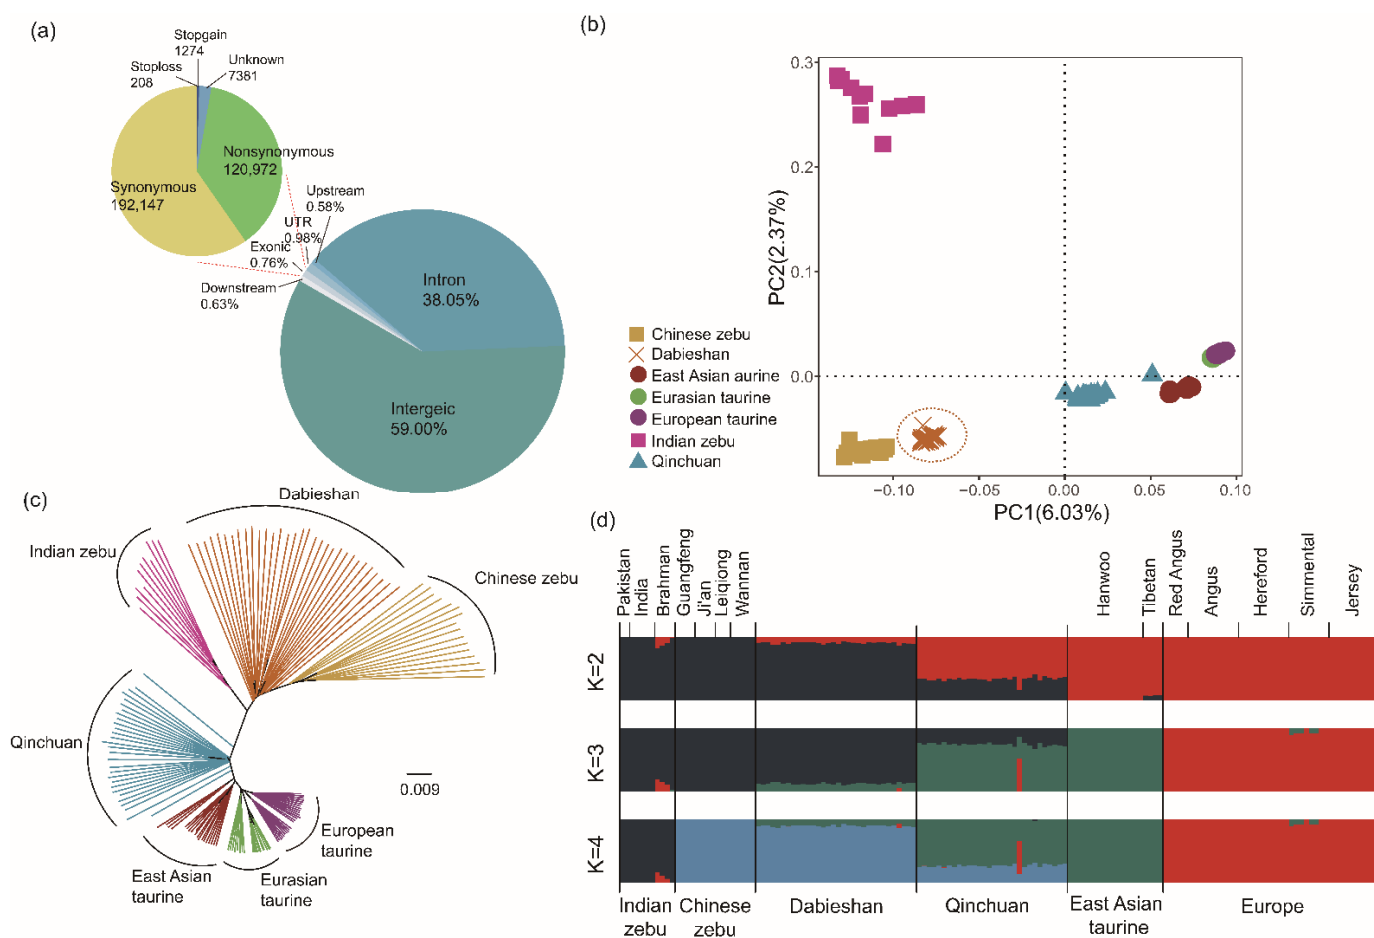 (a)
Stopgain
1274
Stoploss
208
Unknown
7381
Nonsynonymous
120,972
Synonymous
192,147
Upstream
0.58%
UTR
0.98%
Exonic
0.76%
Downstream
0.63%
Intron
38.05%
Intergeic
59.00%
(b)
0.3
0.2
0.1
0.0
PC2(2.37%)
−0.10
−0.05
0.00
0.05
0.10
PC1(6.03%)
Chinese zebu
Dabieshan
East Asian aurine
Eurasian taurine
European taurine
Indian zebu
Qinchuan
(c)
Dabieshan
Indian zebu
Chinese zebu
Qinchuan
0.009
European
taurine
East Asian
taurine
Eurasian
taurine
(d)
Pakistan
India
Brahman
Guangfeng
Ji'an
Leiqiong
Wannan
Hanwoo
Tibetan
Red Angus
Angus
Hereford
Simmental
Jersey
K=2
K=3
K=4
Indian
zebu
Chinese
zebu
Dabieshan
Qinchuan
East Asian
taurine
Europe